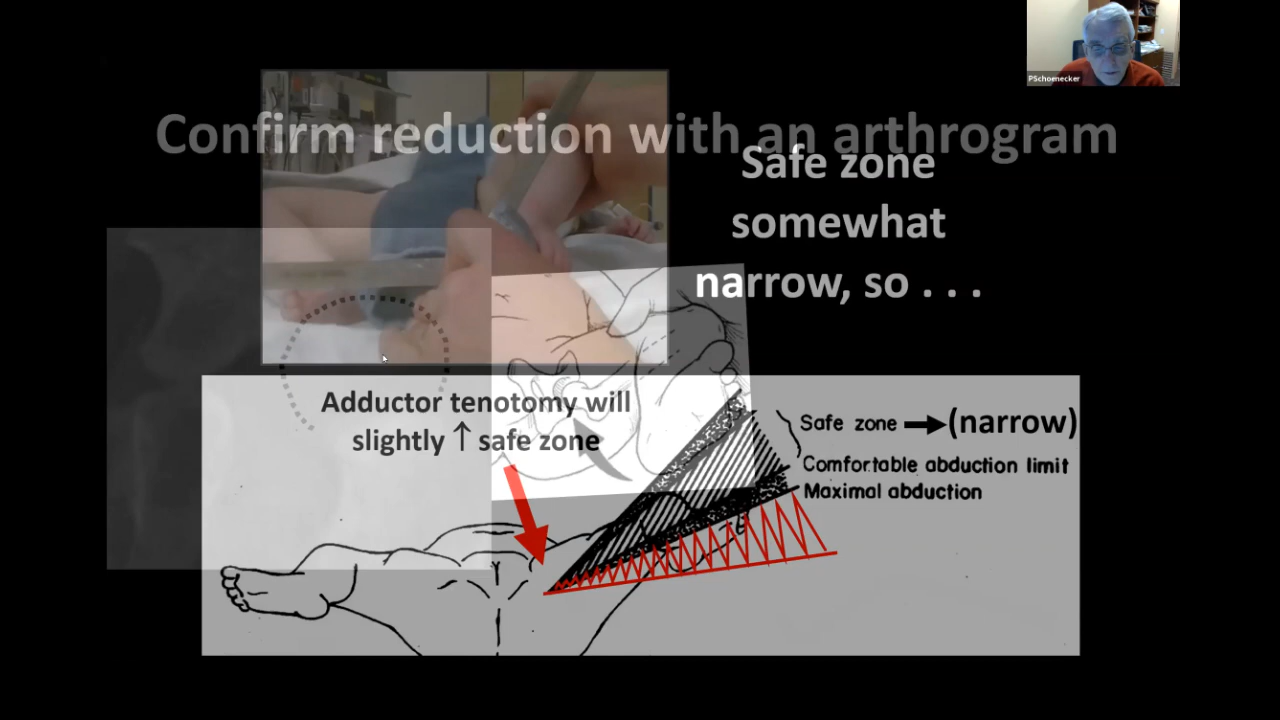 PSchoenecker
Confirm reduction with an arthrogram
Safe zone
somewhat
narrow, so . . .
Adductor tenotomy will
slightly ↑ safe zone
Safe zone → (narrow)
Comfortable abduction limit
Maximal abduction